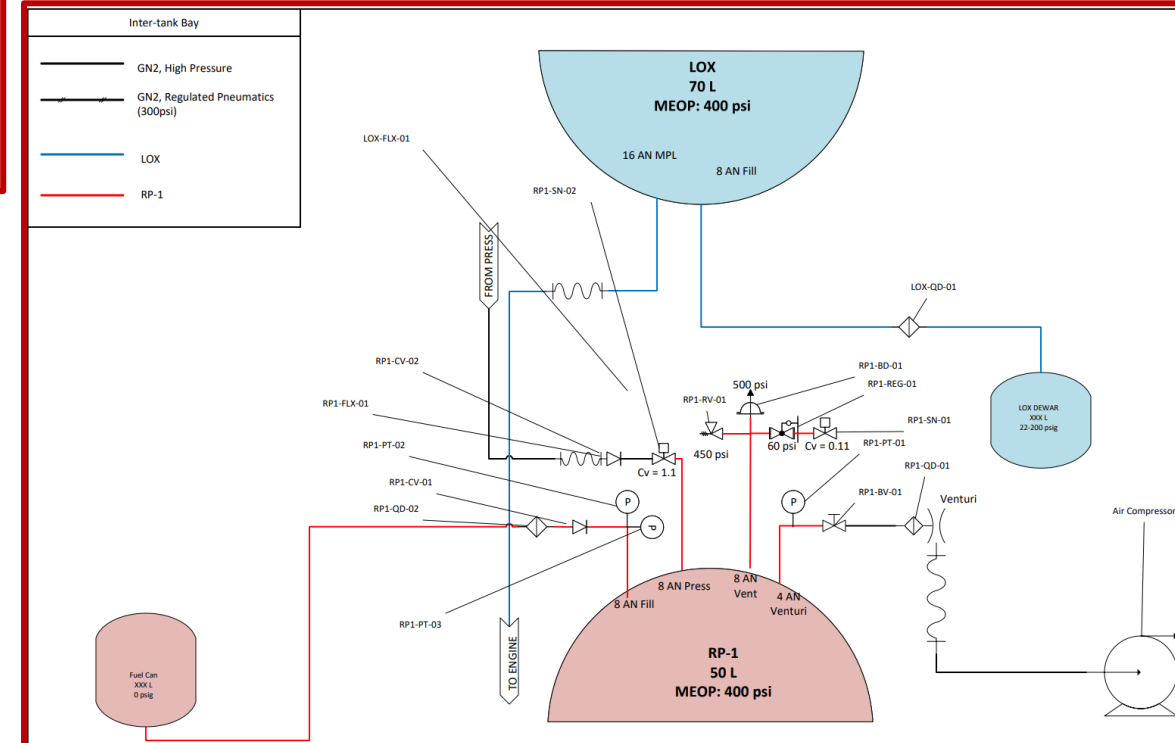 Inter-tank Bay
GN2, High Pressure
GN2, Regulated Pneumatics
(300psi)
LOX
RP-1
LOX
70 L
MEOP: 400 psi
16 AN MPL
8 AN Fill
LOX-FLX-01
RP1-SN-02
FROM PRESS
LOX-QD-01
RP1-CV-02
RP1-FLX-01
RP1-PT-02
RP1-CV-01
RP1-QD-02
RP1-PT-03
Cv = 1.1
P
P
500 psi
RP1-BD-01
RP1-REG-01
RP1-RV-01
450 psi
60 psi
Cv = 0.11
RP1-SN-01
RP1-PT-01
P
RP1-QD-01
RP1-BV-01
Venturi
LOX DEWAR
XXX L
22-200 psig
Air Compressor
8 AN Fill
8 AN Press
8 AN
Vent
4 AN
Venturi
RP-1
50 L
MEOP: 400 psi
TO ENGINE
Fuel Can
XXX L
0 psig